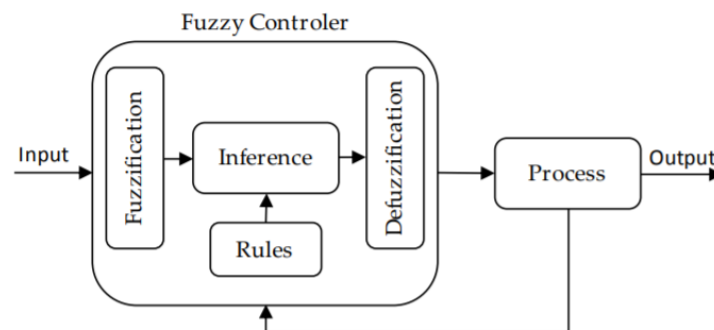 Fuzzy Controler
Input
Fuzzification
Inference
Rules
Defuzzification
Process
Output